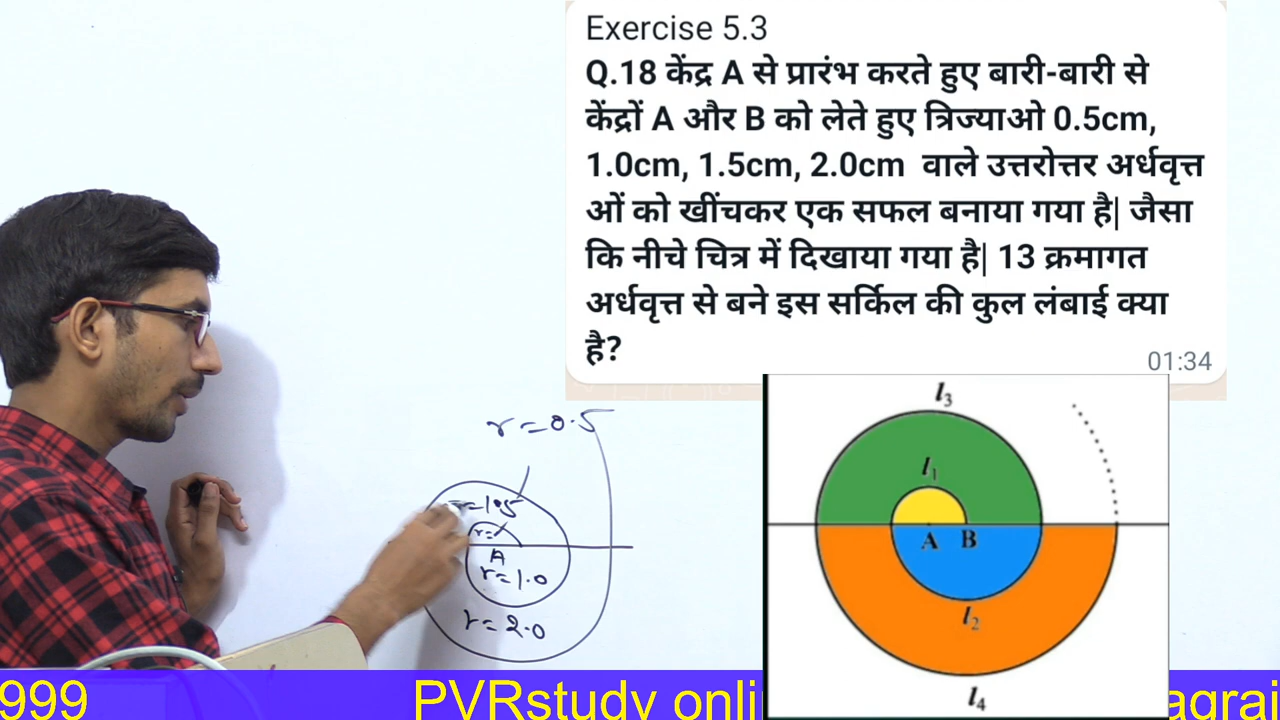 Exercise 5.3
Q.18 केंद्र A से प्रारंभ करते हुए बारी-बारी से
केंद्रों A और B को लेते हुए त्रिज्याओ 0.5cm,
1.0cm, 1.5cm, 2.0cm वाले उत्तरोत्तर अर्धवृत्त
ओं को खींचकर एक सफल बनाया गया है| जैसा
कि नीचे चित्र में दिखाया गया है| 13 क्रमागत
अर्धवृत्त से बने इस सर्किल की कुल लंबाई क्या
है?
01:34
l₃
l₁
A B
l₂
l₄
r=0.5
r=1.5
r=
A
r=1.0
r=2.0
999 PVRstudy onli agrai